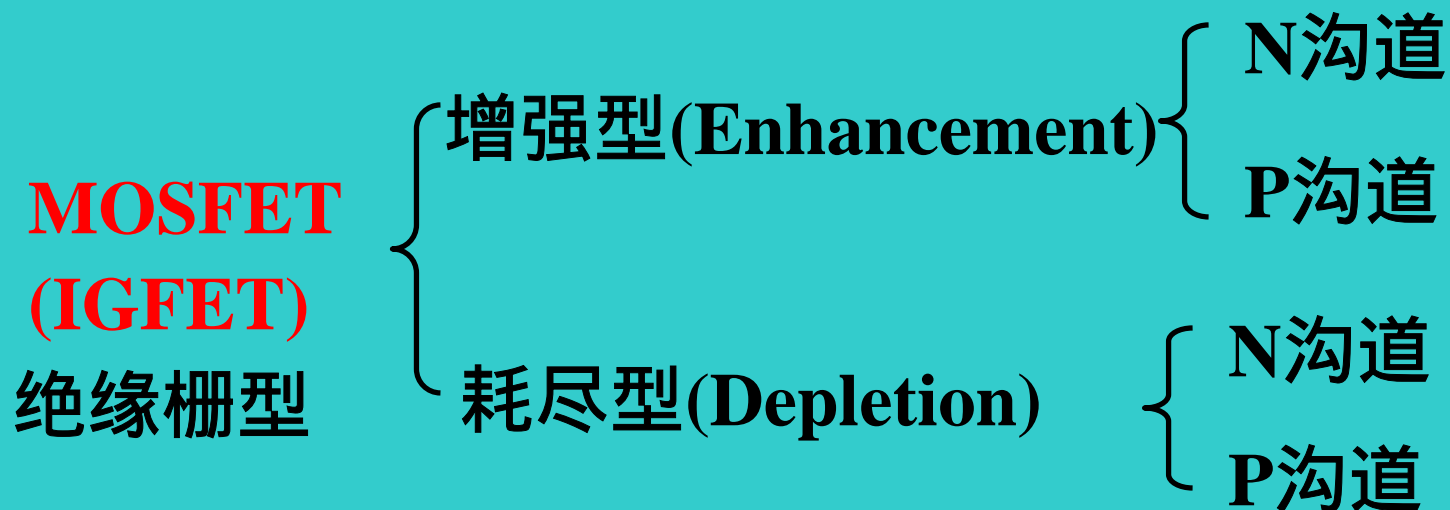 MOSFET
(IGFET)
绝缘栅型
增强型(Enhancement)
N沟道
P沟道
耗尽型(Depletion)
N沟道
P沟道